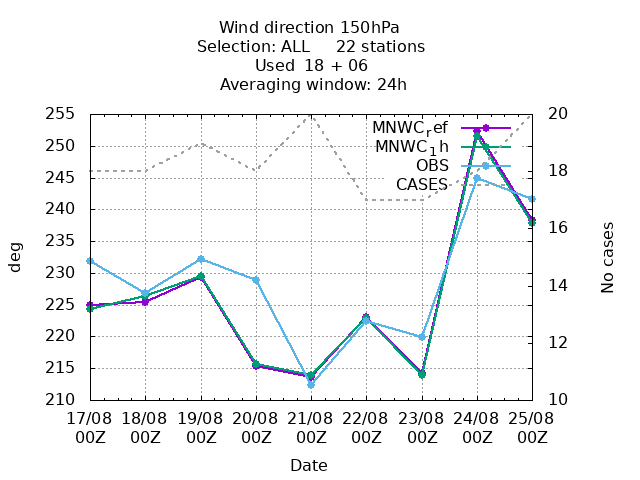 Wind direction 150hPa
Selection: ALL 22 stations
Used 18 + 06
Averaging window: 24h
255
250
245
240
235
230
225
220
215
210
deg
20
18
16
14
12
10
No cases
MNWCref
MNWC1h
OBS
CASES
17/08 18/08 19/08 20/08 21/08 22/08 23/08 24/08 25/08
00Z 00Z 00Z 00Z 00Z 00Z 00Z 00Z 00Z
Date